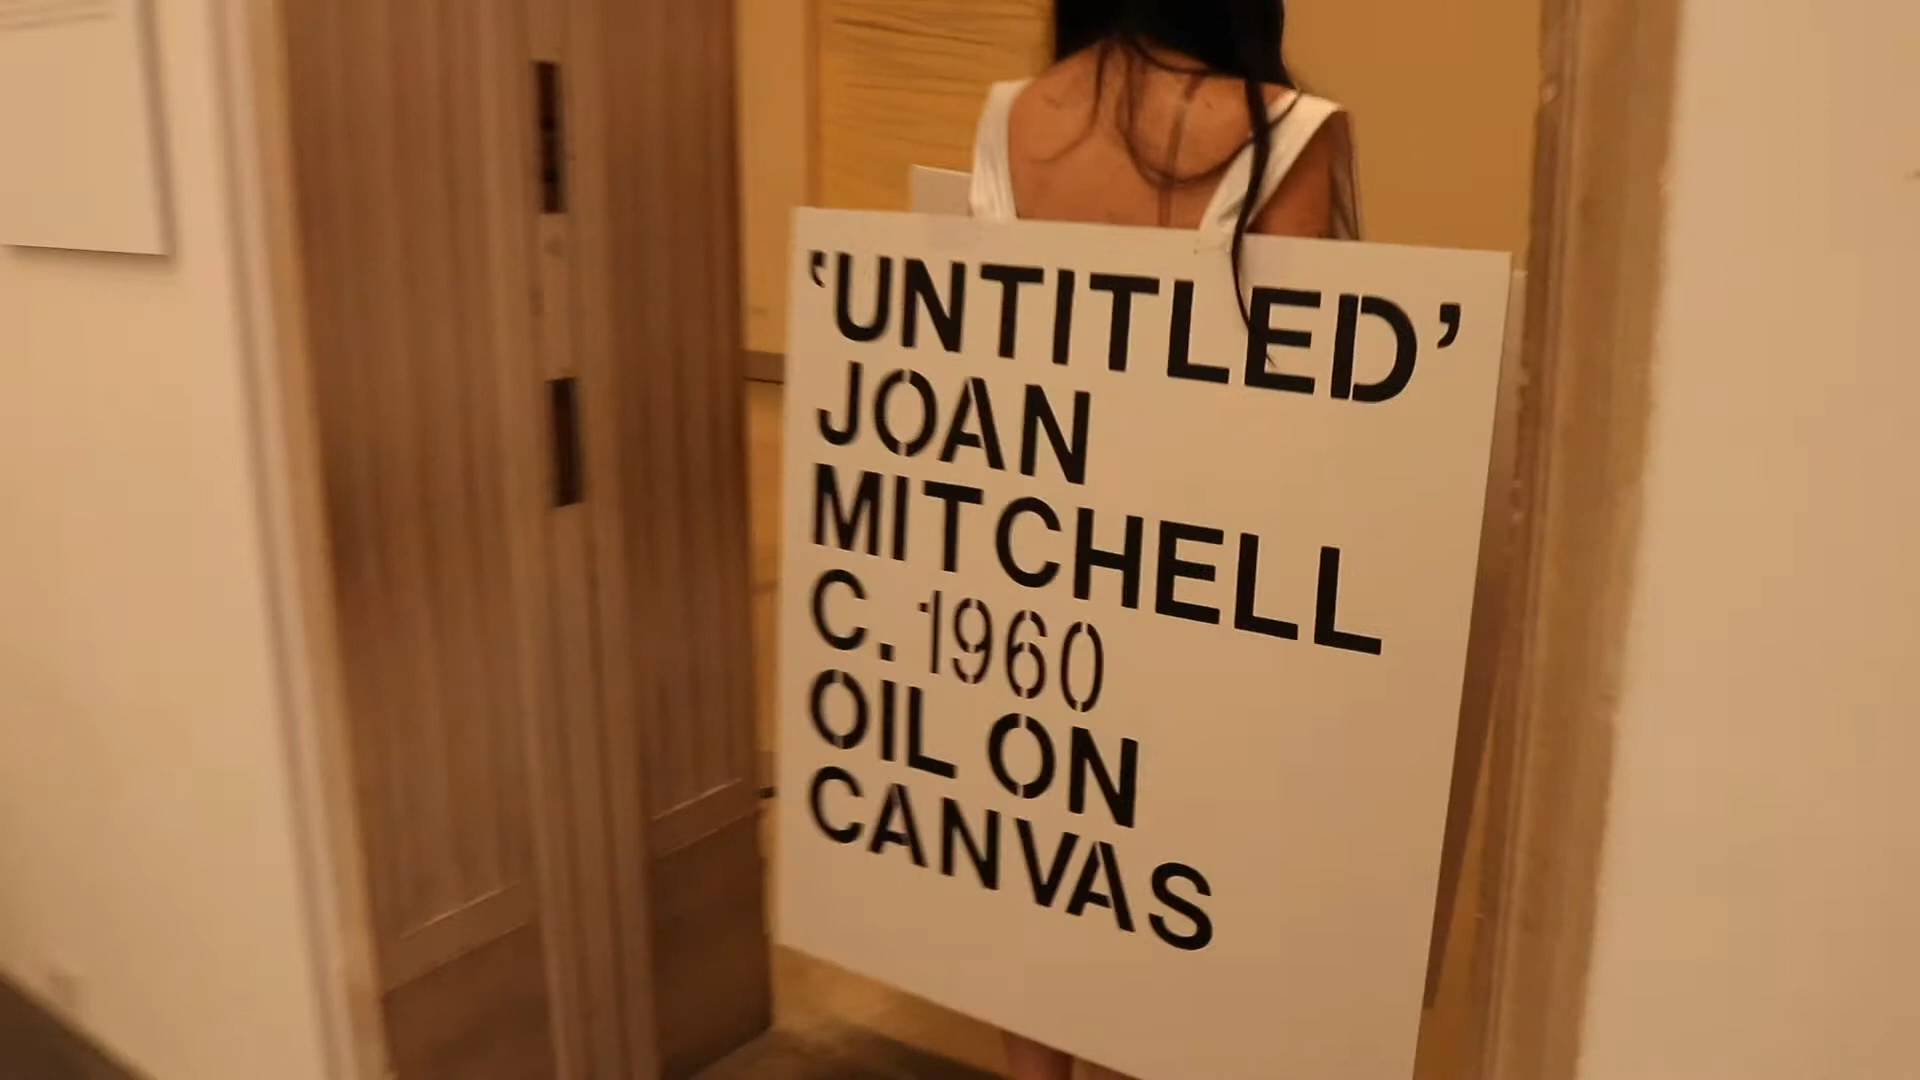 ‘UNTITLED’
JOAN
MITCHELL
C. 1960
OIL ON
CANVAS